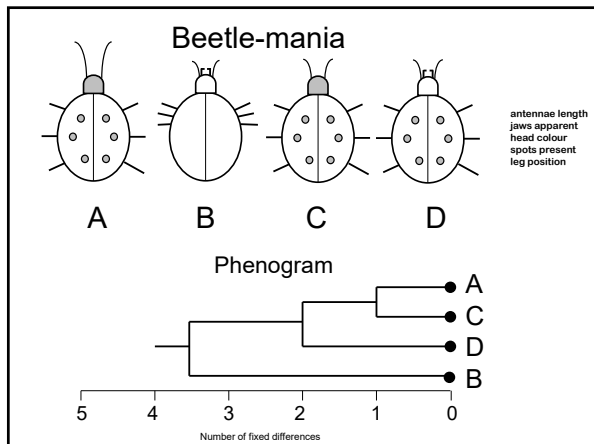 Beetle-mania
antennae length
jaws apparent
head colour
spots present
leg position
A B C D
Phenogram
A
C
D
B
5 4 3 2 1 0
Number of fixed differences